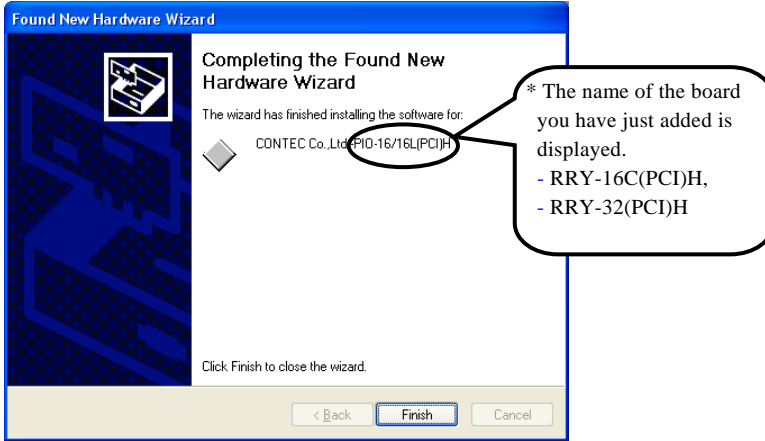 Found New Hardware Wizard
Completing the Found New
Hardware Wizard
The wizard has finished installing the software for:
CONTEC Co.,Ltd-PIO-16/16L(PCI)H
* The name of the board
you have just added is
displayed.
- RRY-16C(PCI)H,
- RRY-32(PCI)H
Click Finish to close the wizard.
< Back
Finish
Cancel